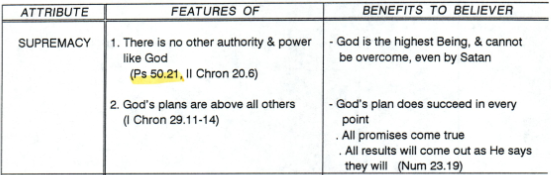 ATTRIBUTE FEATURES OF BENEFITS TO BELIEVER
SUPREMACY
1. There is no other authority & power
like God
(Ps 50.21, II Chron 20.6)
- God is the highest Being, & cannot
be overcome, even by Satan
2. God's plans are above all others
(I Chron 29.11-14)
- God's plan does succeed in every
point
. All promises come true
. All results will come out as He says
they will (Num 23.19)